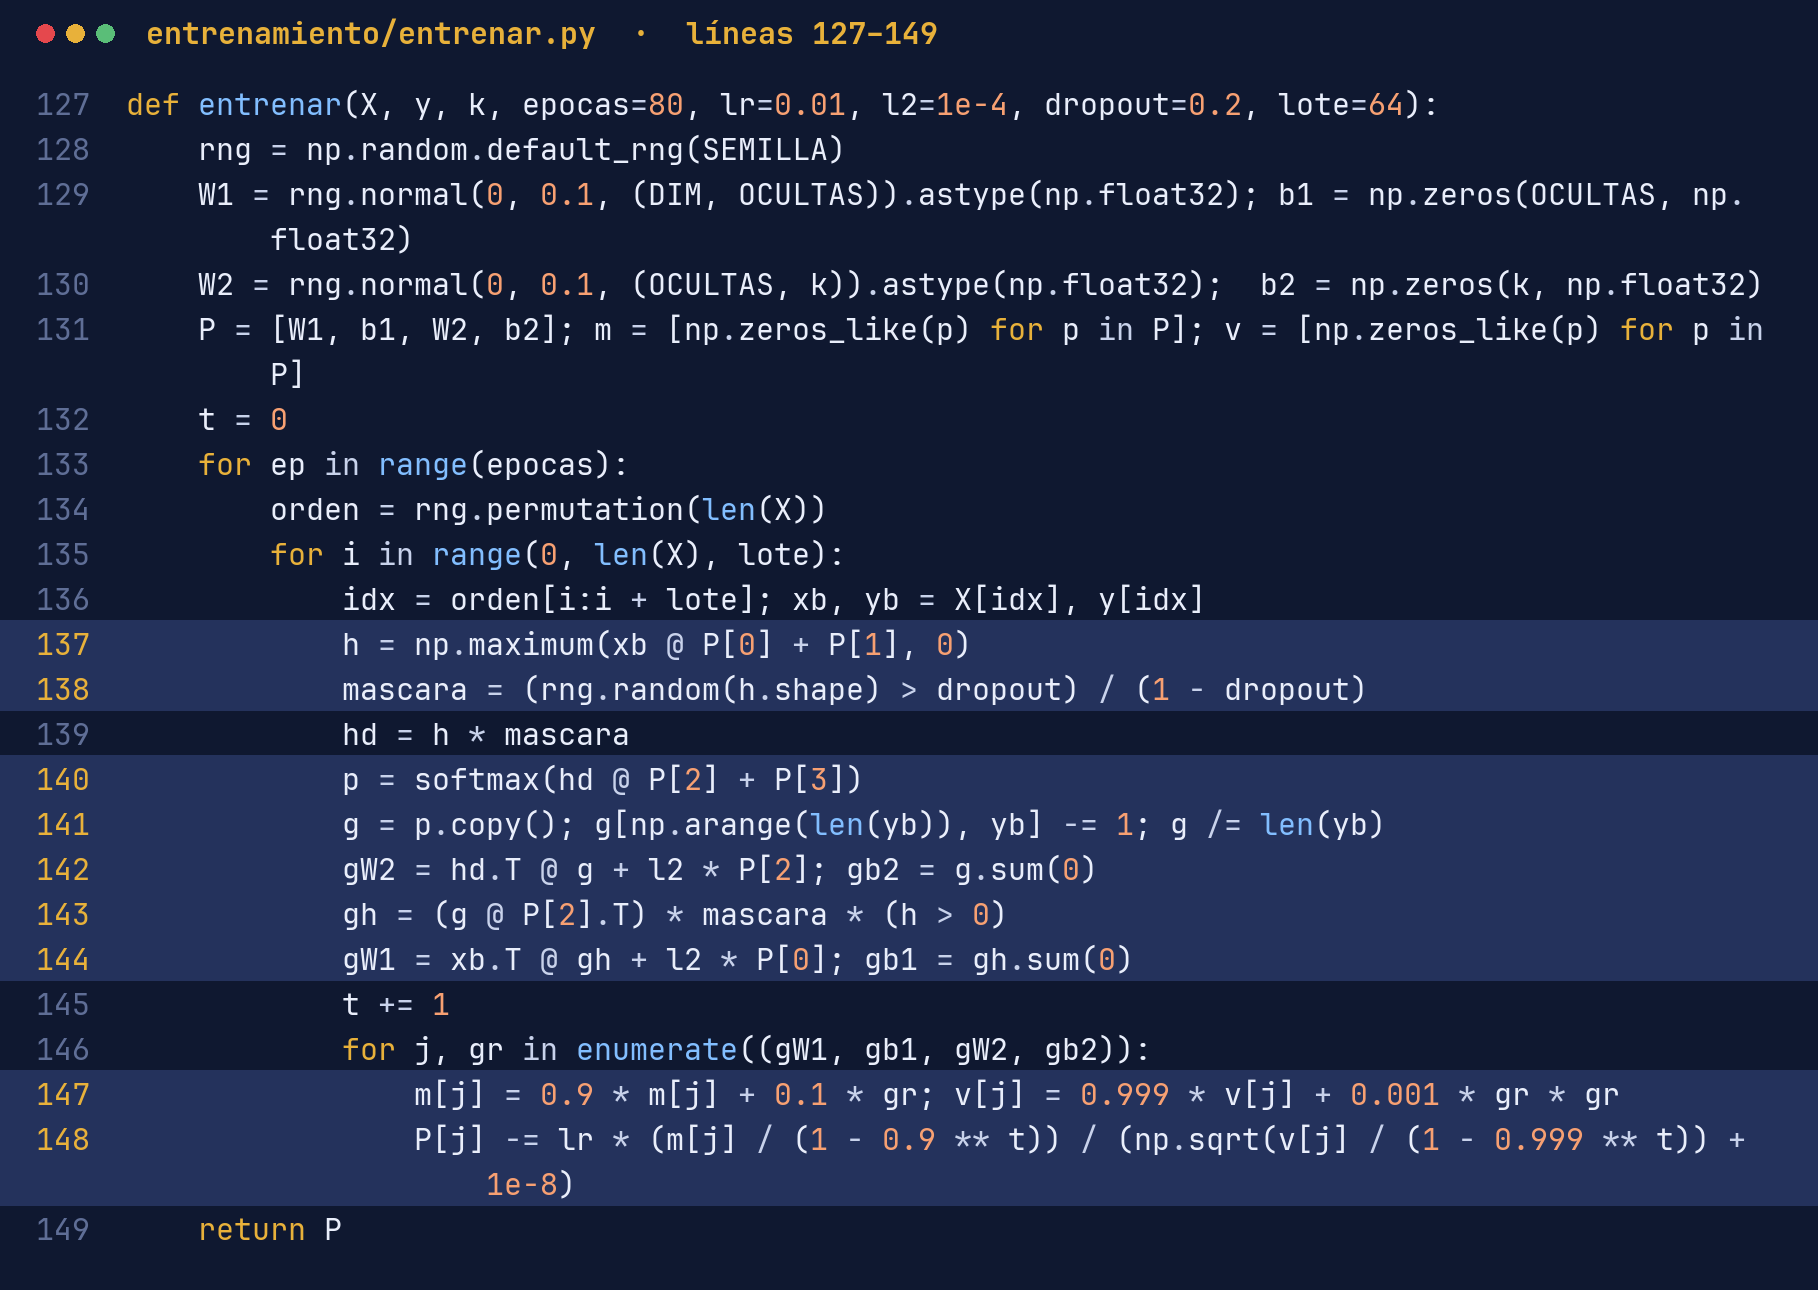 entrenamiento/entrenar.py · líneas 127–149
127 def entrenar(X, y, k, epocas=80, lr=0.01, l2=1e-4, dropout=0.2, lote=64):
128     rng = np.random.default_rng(SEMILLA)
129     W1 = rng.normal(0, 0.1, (DIM, OCULTAS)).astype(np.float32); b1 = np.zeros(OCULTAS, np.
float32)
130     W2 = rng.normal(0, 0.1, (OCULTAS, k)).astype(np.float32);  b2 = np.zeros(k, np.float32)
131     P = [W1, b1, W2, b2]; m = [np.zeros_like(p) for p in P]; v = [np.zeros_like(p) for p in
P]
132     t = 0
133     for ep in range(epocas):
134         orden = rng.permutation(len(X))
135         for i in range(0, len(X), lote):
136             idx = orden[i:i + lote]; xb, yb = X[idx], y[idx]
137             h = np.maximum(xb @ P[0] + P[1], 0)
138             mascara = (rng.random(h.shape) > dropout) / (1 - dropout)
139             hd = h * mascara
140             p = softmax(hd @ P[2] + P[3])
141             g = p.copy(); g[np.arange(len(yb)), yb] -= 1; g /= len(yb)
142             gW2 = hd.T @ g + l2 * P[2]; gb2 = g.sum(0)
143             gh = (g @ P[2].T) * mascara * (h > 0)
144             gW1 = xb.T @ gh + l2 * P[0]; gb1 = gh.sum(0)
145             t += 1
146             for j, gr in enumerate((gW1, gb1, gW2, gb2)):
147                 m[j] = 0.9 * m[j] + 0.1 * gr; v[j] = 0.999 * v[j] + 0.001 * gr * gr
148                 P[j] -= lr * (m[j] / (1 - 0.9 ** t)) / (np.sqrt(v[j] / (1 - 0.999 ** t)) +
1e-8)
149     return P